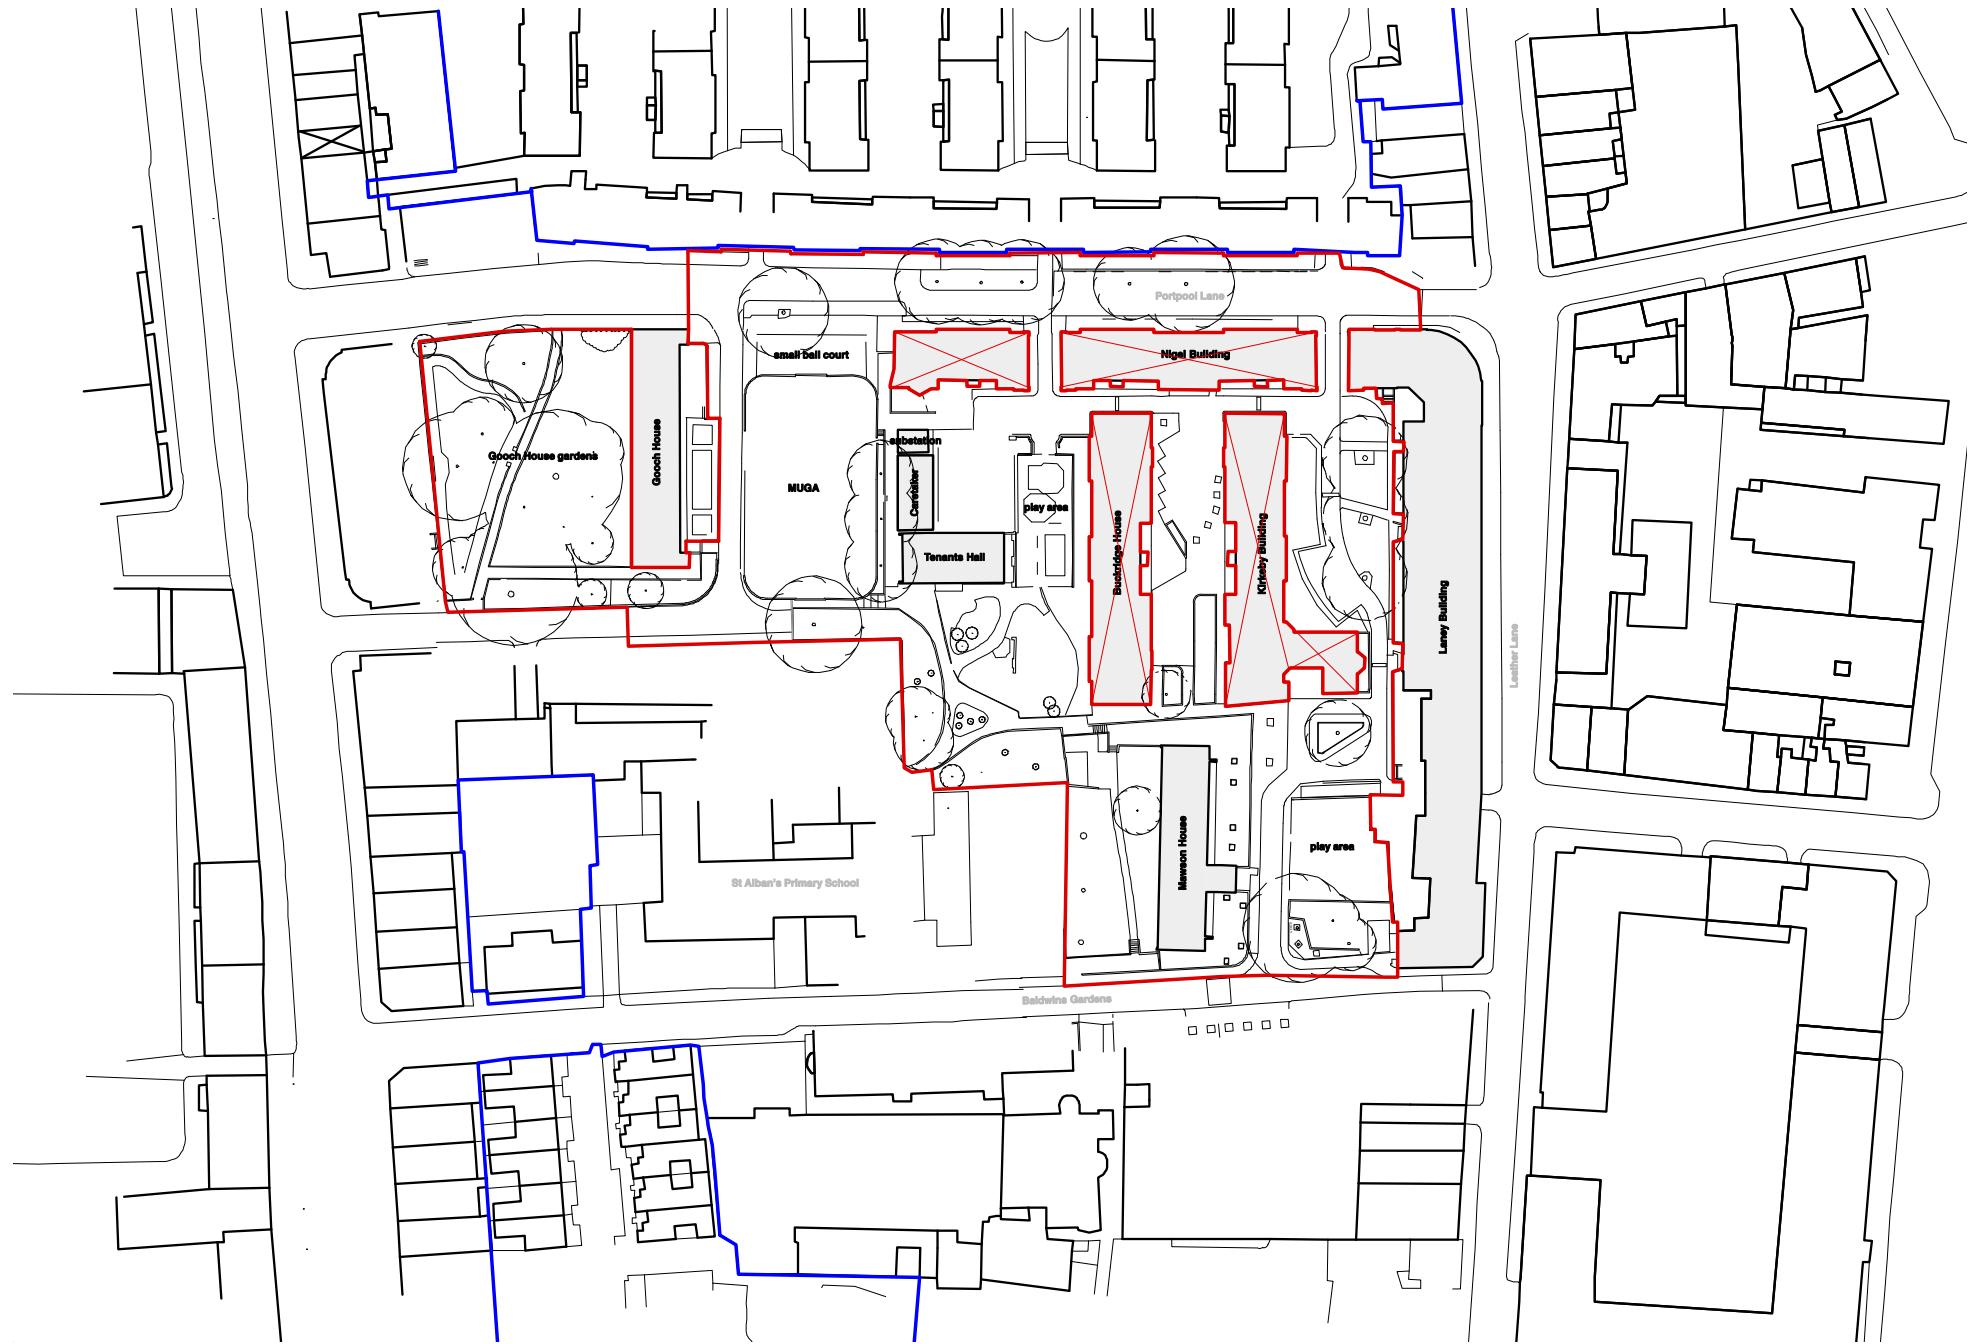 Portpool Lane
small ball court
Nigel Building
substation
Gooch House
Gooch House gardens
MUGA
Caretaker
play area
Tenants Hall
Buckridge House
Kirkeby Building
Laney Building
Leather Lane
Mawson House
play area
St Alban's Primary School
Baldwins Gardens